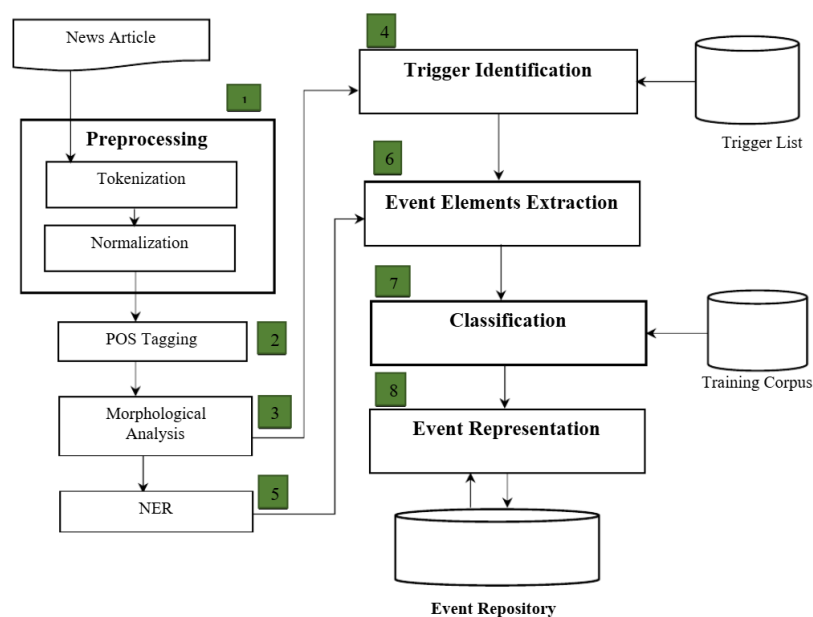 News Article
1
Preprocessing
Tokenization
Normalization
POS Tagging
2
Morphological
Analysis
3
NER
5
4
Trigger Identification
Trigger List
6
Event Elements Extraction
7
Classification
Training Corpus
8
Event Representation
Event Repository